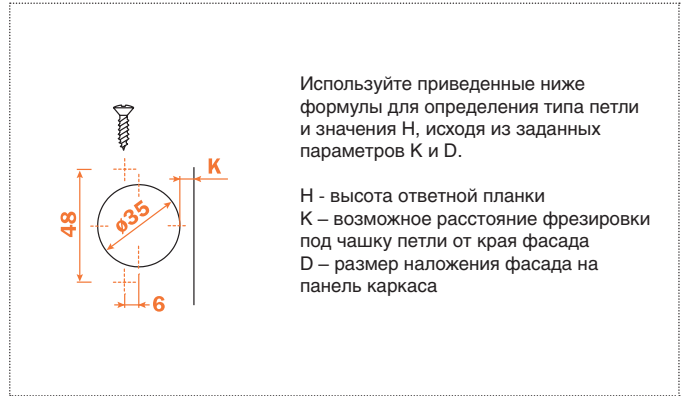 Используйте приведенные ниже
формулы для определения типа петли
и значения H, исходя из заданных
параметров K и D.
H - высота ответной планки
K – возможное расстояние фрезировки
под чашку петли от края фасада
D – размер наложения фасада на
панель каркаса
K
48
ø35
6